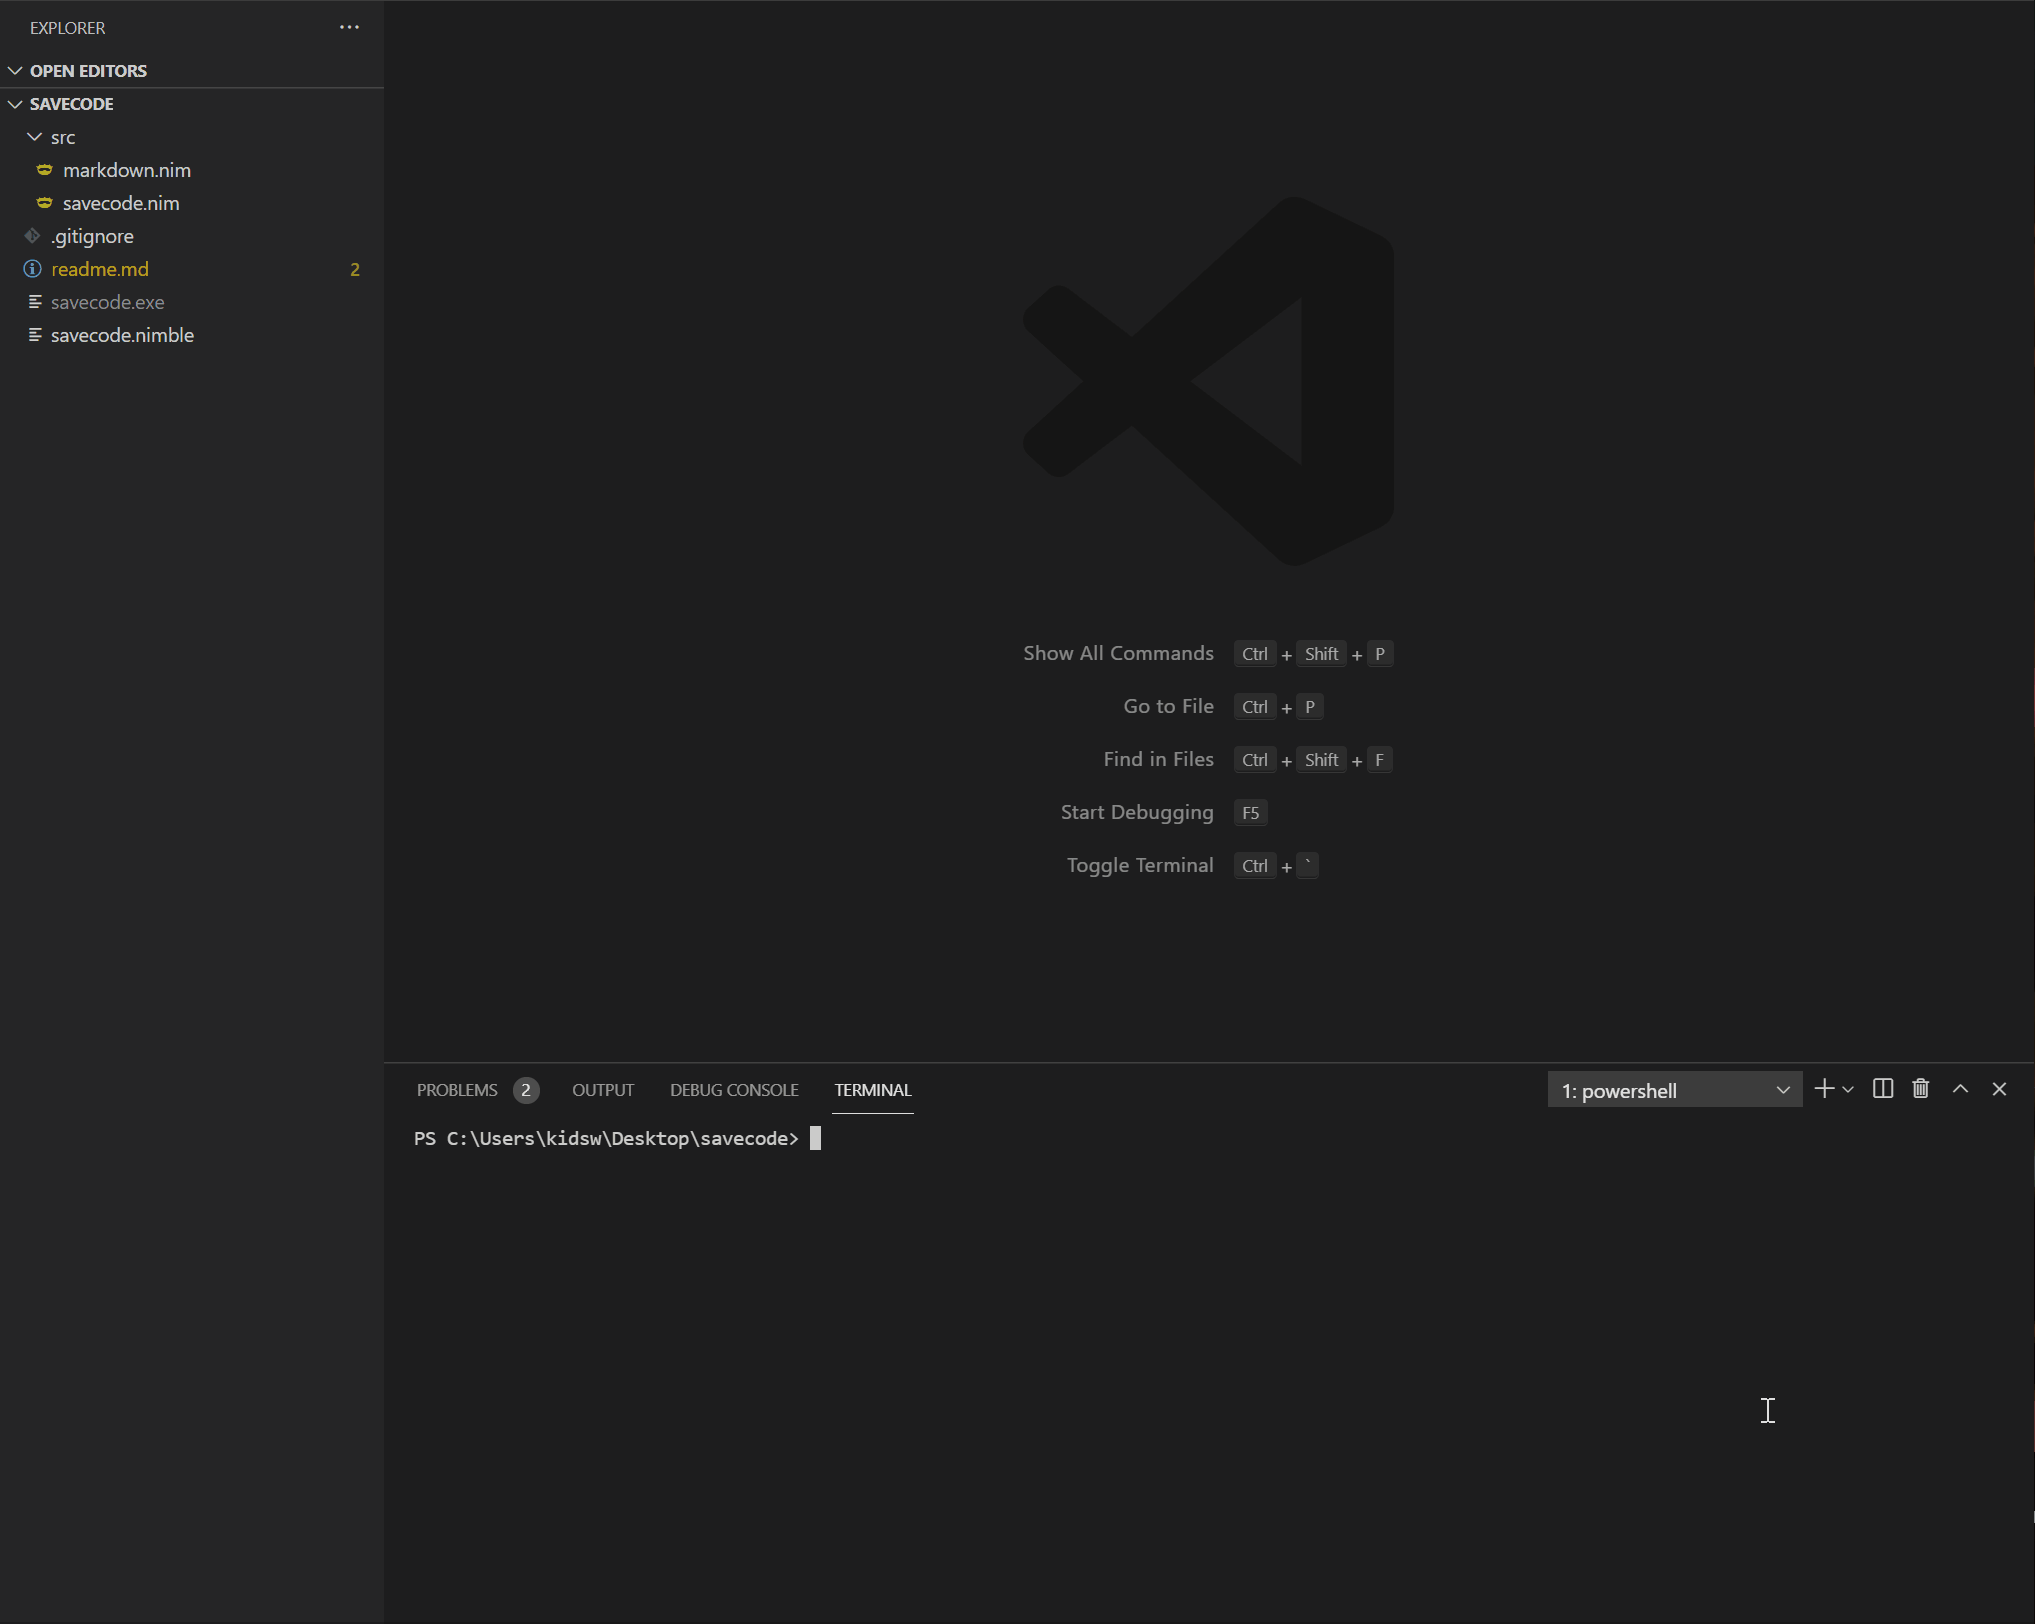 EXPLORER
OPEN EDITORS
SAVECODE
src
markdown.nim
savecode.nim
.gitignore
readme.md 2
savecode.exe
savecode.nimble
Show All Commands Ctrl + Shift + P
Go to File Ctrl + P
Find in Files Ctrl + Shift + F
Start Debugging F5
Toggle Terminal Ctrl + `
PROBLEMS 2 OUTPUT DEBUG CONSOLE TERMINAL 1: powershell
PS C:\Users\kidsw\Desktop\savecode>